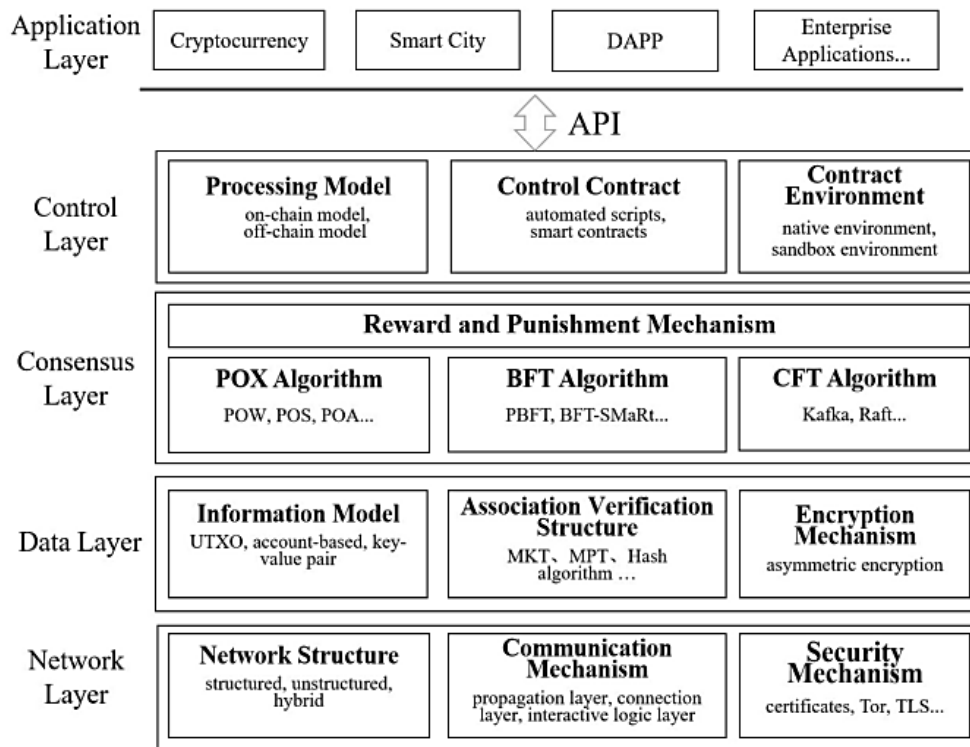 Application
Layer
Cryptocurrency
Smart City
DAPP
Enterprise
Applications...
API
Control
Layer
Processing Model
on-chain model,
off-chain model
Control Contract
automated scripts,
smart contracts
Contract
Environment
native environment,
sandbox environment
Consensus
Layer
Reward and Punishment Mechanism
POX Algorithm
POW, POS, POA...
BFT Algorithm
PBFT, BFT-SMaRt...
CFT Algorithm
Kafka, Raft...
Data Layer
Information Model
UTXO, account-based, key-
value pair
Association Verification
Structure
MKT、MPT、Hash
algorithm ...
Encryption
Mechanism
asymmetric encryption
Network
Layer
Network Structure
structured, unstructured,
hybrid
Communication
Mechanism
propagation layer, connection
layer, interactive logic layer
Security
Mechanism
certificates, Tor, TLS...